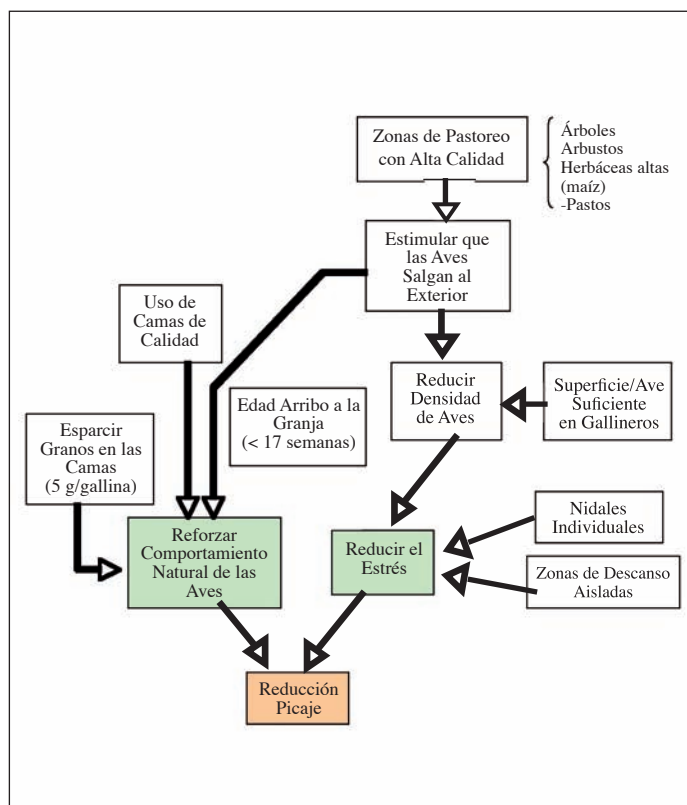 Zonas de Pastoreo
con Alta Calidad
Árboles
Arbustos
Herbáceas altas
(maíz)
-Pastos
Estimular que
las Aves
Salgan al
Exterior
Uso de
Camas de
Calidad
Edad Arribo a la
Granja
(< 17 semanas)
Reducir
Densidad
de Aves
Superficie/Ave
Suficiente
en Gallineros
Esparcir
Granos en las
Camas
(5 g/gallina)
Reforzar
Comportamiento
Natural de las
Aves
Reducir el
Estrés
Nidales
Individuales
Zonas de Descanso
Aisladas
Reducción
Picaje